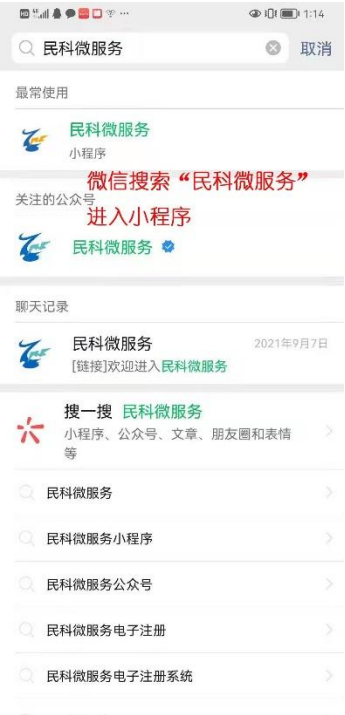 1:14
民科微服务
取消
最常使用
民科微服务
小程序
微信搜索“民科微服务”
关注的公众号
进入小程序
民科微服务
聊天记录
民科微服务 2021年9月7日
[链接]欢迎进入民科微服务
搜一搜 民科微服务
小程序、公众号、文章、朋友圈和表情
等
民科微服务
民科微服务小程序
民科微服务公众号
民科微服务电子注册
民科微服务电子注册系统